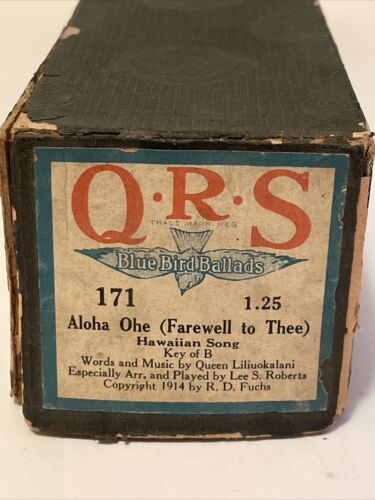 Q·R·S
TRADE MARK REG
Blue Bird Ballads
171 1.25
Aloha Ohe (Farewell to Thee)
Hawaiian Song
Key of B
Words and Music by Queen Liliuokalani
Especially Arr. and Played by Lee S. Roberts
Copyright 1914 by R. D. Fuchs